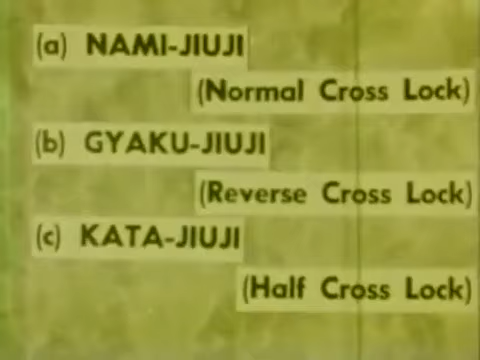 (a) NAMI-JIUJI
(Normal Cross Lock)
(b) GYAKU-JIUJI
(Reverse Cross Lock)
(c) KATA-JIUJI
(Half Cross Lock)